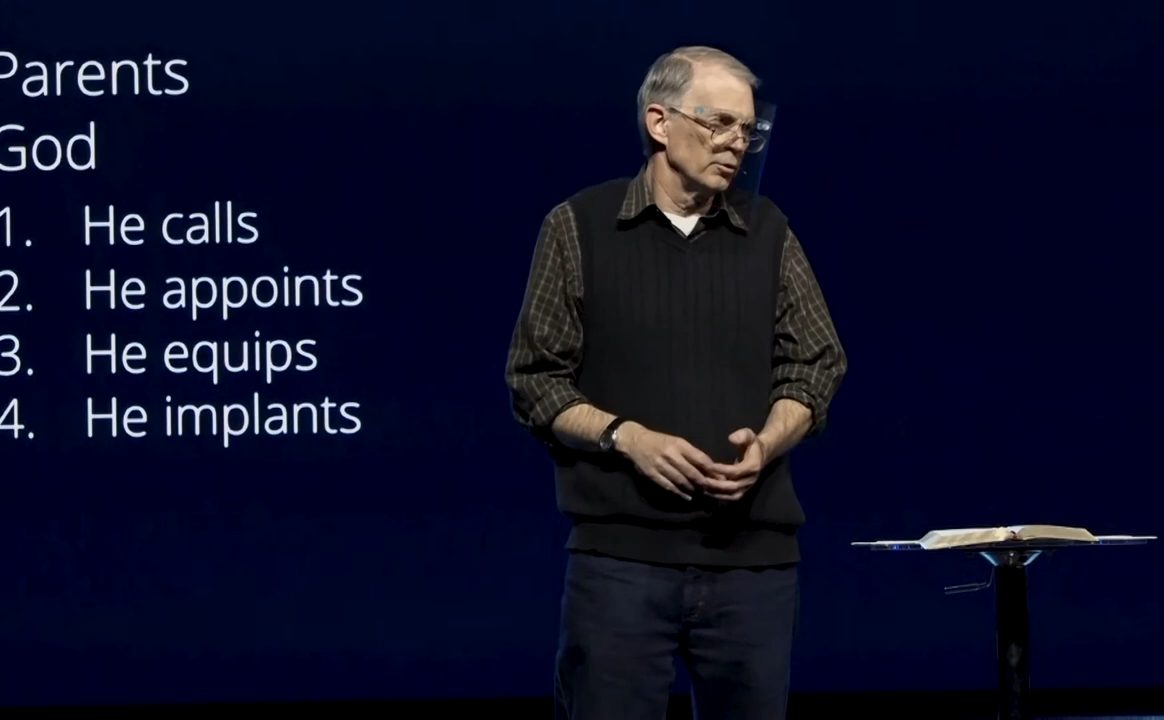 Parents
God
1. He calls
2. He appoints
3. He equips
4. He implants